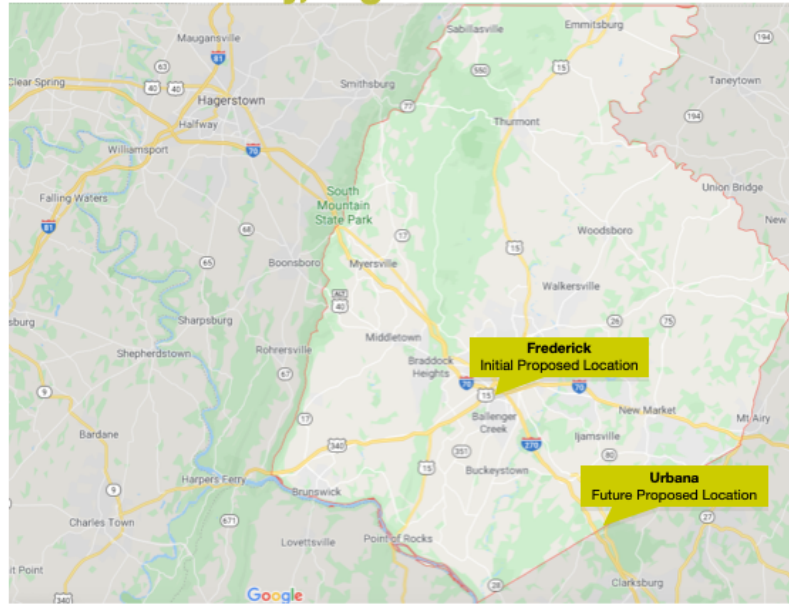 Sabillasville
Emmitsburg
Maugansville
81
15
194
63
550
Clear Spring
40
40
Smithsburg
Taneytown
Hagerstown
77
194
Halfway
Thurmont
Williamsport
70
Union Bridge
South
Mountain
State Park
Falling Waters
New
81
68
17
Woodsboro
15
65
Boonsboro
Myersville
Walkersville
ALT
40
sburg
Sharpsburg
26
75
Middletown
Shepherdstown
Rohrersville
Frederick
Initial Proposed Location
Braddock
Heights
67
70
70
9
15
New Market
17
Ballenger
Creek
Mt Airy
Bardane
Ijamsville
340
270
351
80
15
Buckeystown
Urbana
Future Proposed Location
Harpers Ferry
9
Brunswick
Charles Town
671
27
Lovettsville
Point of Rocks
it Point
28
Clarksburg
340
Google